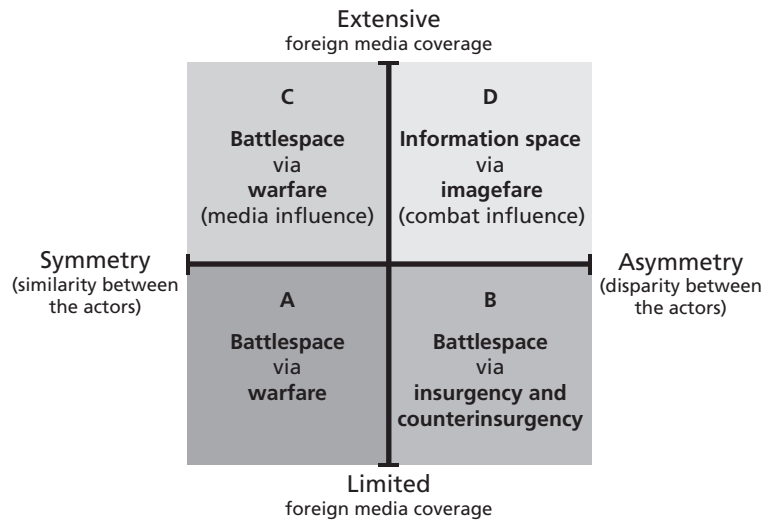 Extensive
foreign media coverage
C
Battlespace
via
warfare
(media influence)
D
Information space
via
imagefare
(combat influence)
Symmetry
(similarity between
the actors)
Asymmetry
(disparity between
the actors)
A
Battlespace
via
warfare
B
Battlespace
via
insurgency and
counterinsurgency
Limited
foreign media coverage